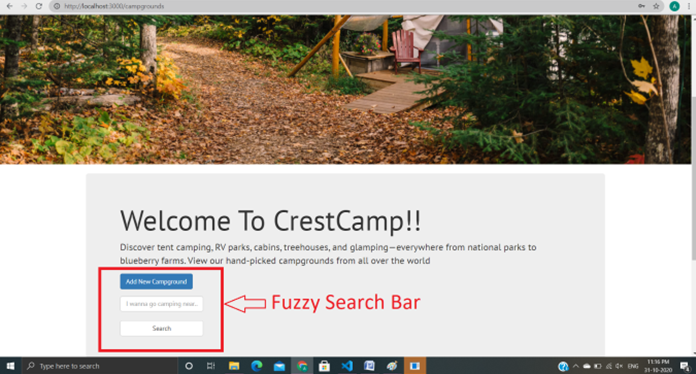 http://localhost:3000/campgrounds
A
Welcome To CrestCamp!!
Discover tent camping, RV parks, cabins, treehouses, and glamping—everywhere from national parks to
blueberry farms. View our hand-picked campgrounds from all over the world
Add New Campground
I wanna go camping near...
Fuzzy Search Bar
Search
Type here to search
ENG
11:16 PM
31-10-2020